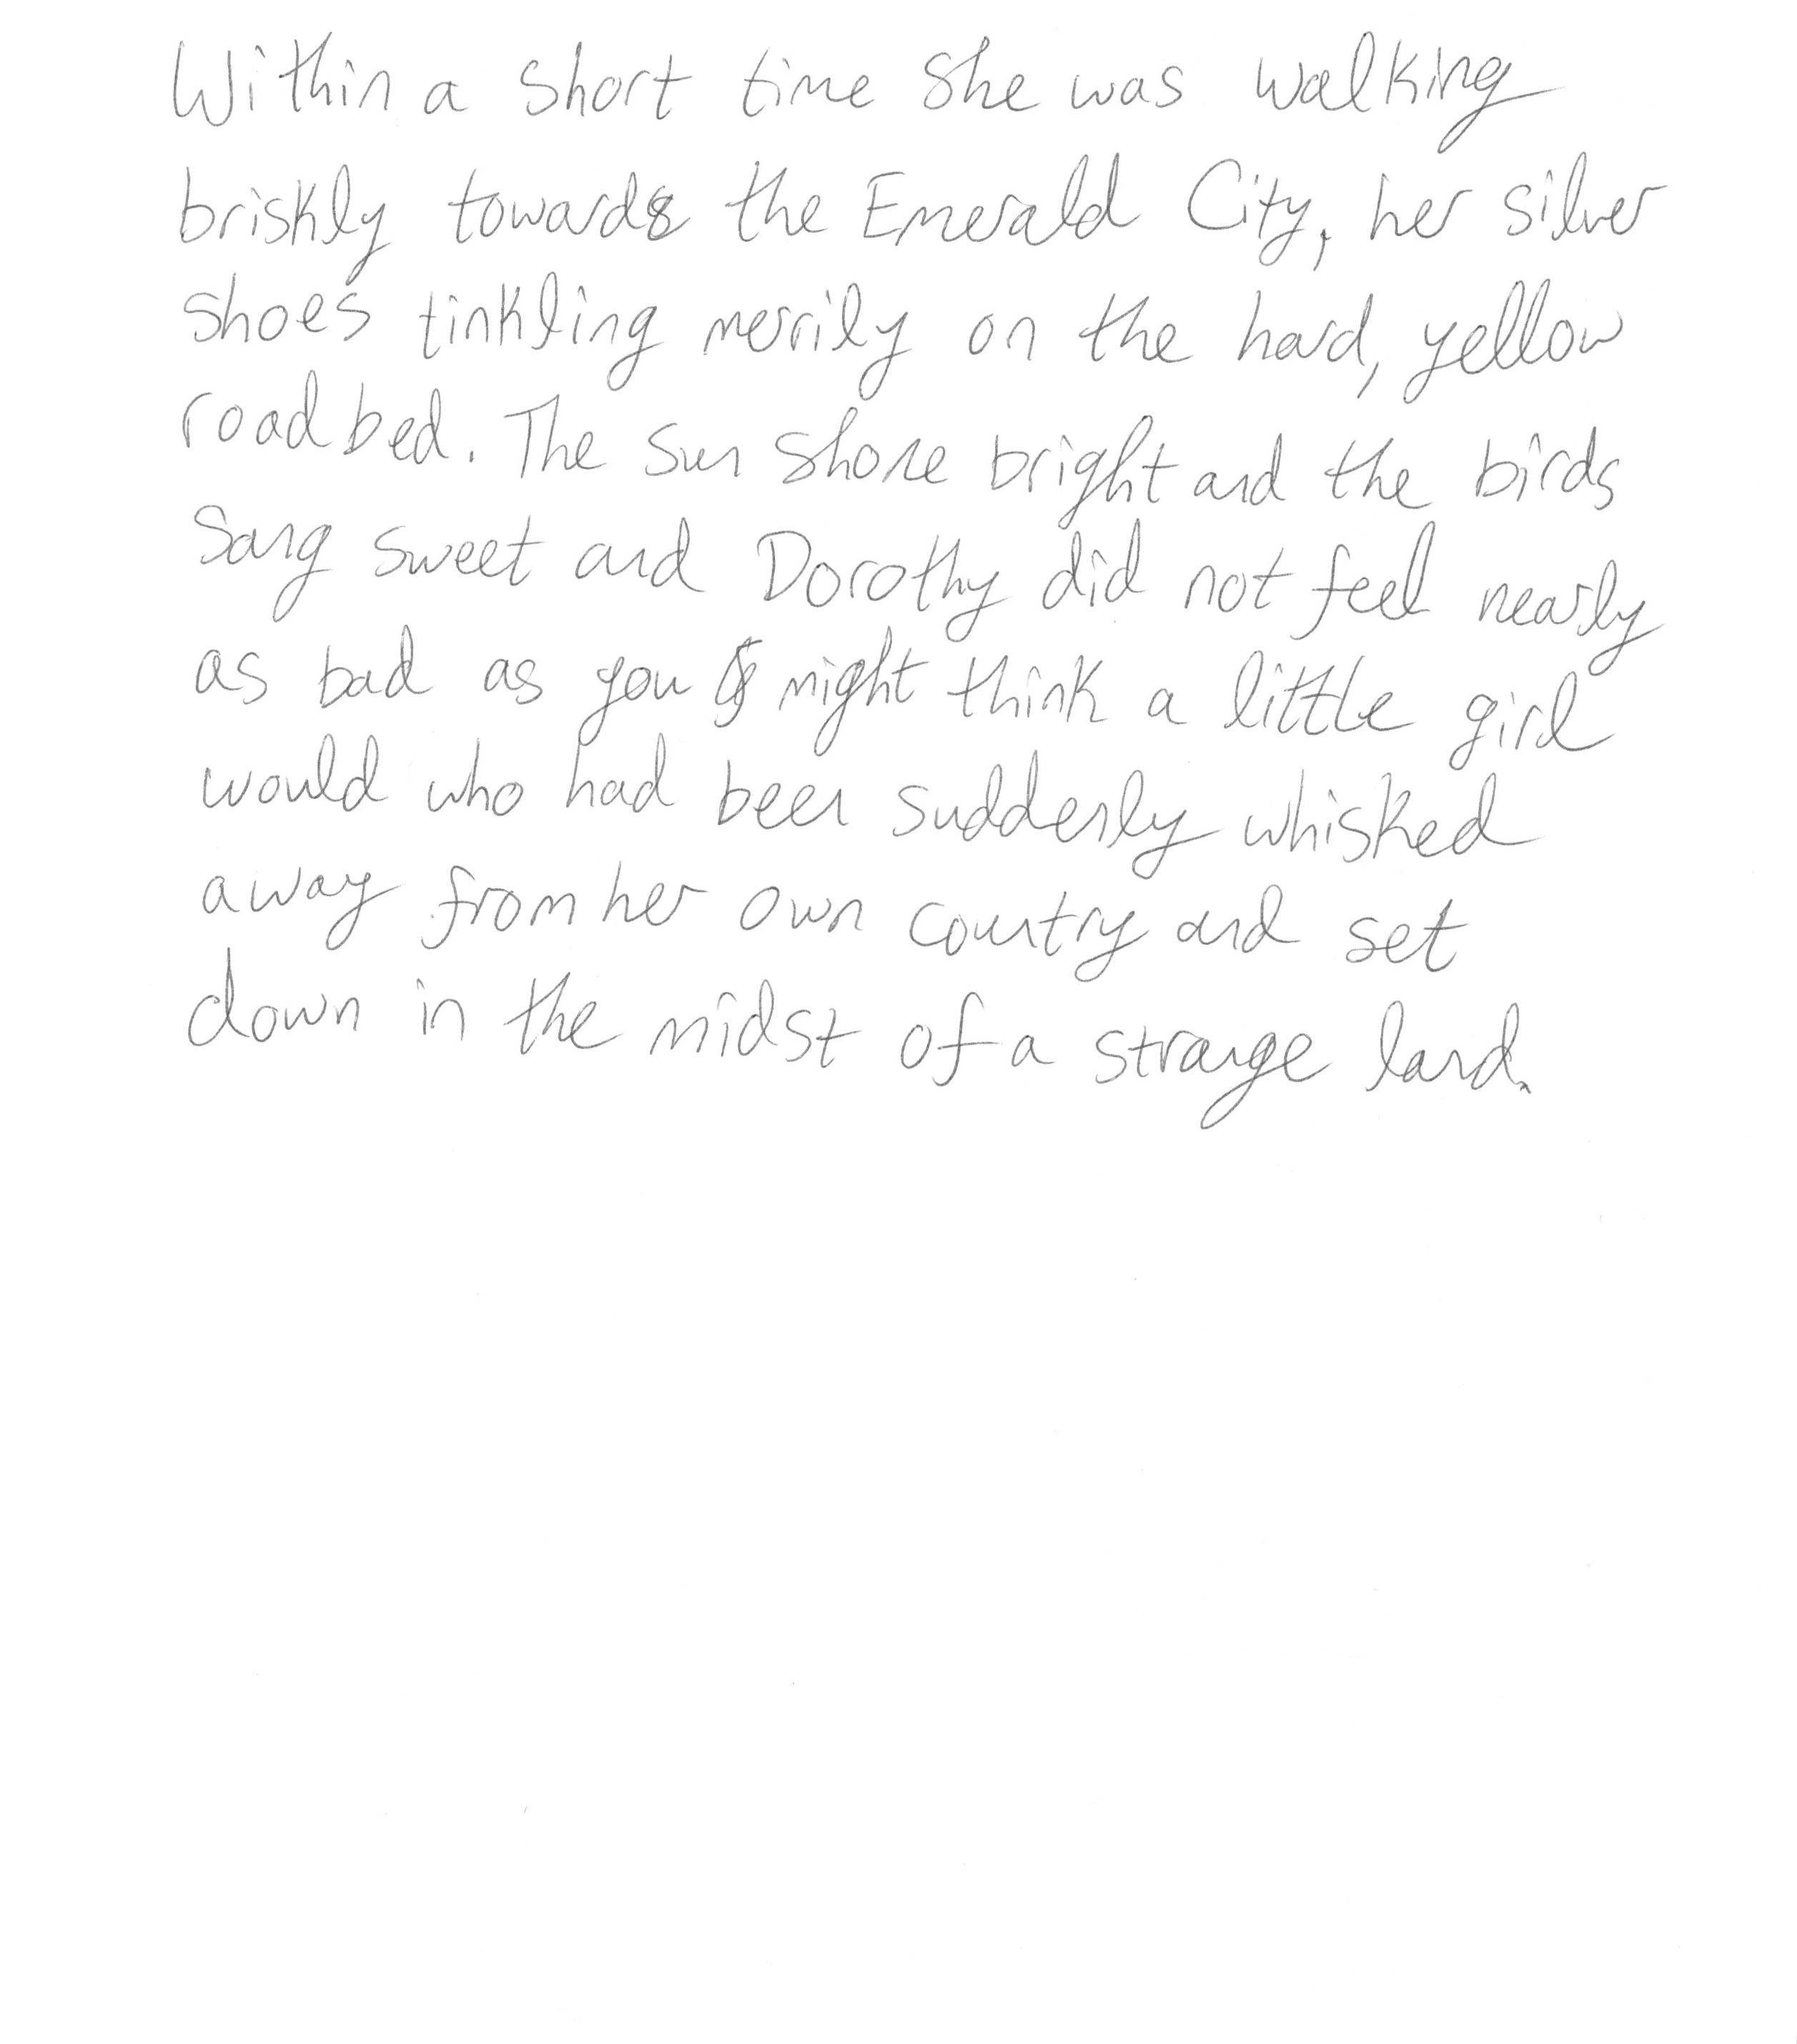 Within a short time she was walking
briskly towards the Emerald City, her silver
shoes tinkling merrily on the hard, yellow
roadbed. The sun shone bright and the birds
sang sweet and Dorothy did not feel nearly
as bad as you might think a little girl
would who had been suddenly whisked
away from her own country and set
down in the midst of a strange land.